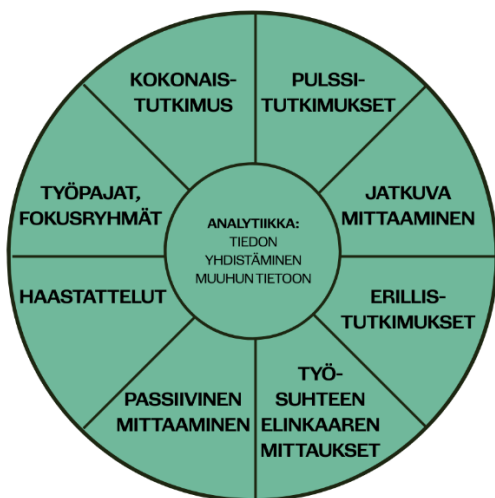 KOKONAIS-
TUTKIMUS
PULSSI-
TUTKIMUKSET
JATKUVA
MITTAAMINEN
ERILLIS-
TUTKIMUKSET
TYÖ-
SUHTEEN
ELINKAAREN
MITTAUKSET
PASSIIVINEN
MITTAAMINEN
HAASTATTELUT
TYÖPAJAT,
FOKUSRYHMÄT
ANALYTIIKKA:
TIEDON
YHDISTÄMINEN
MUUHUN TIETOON